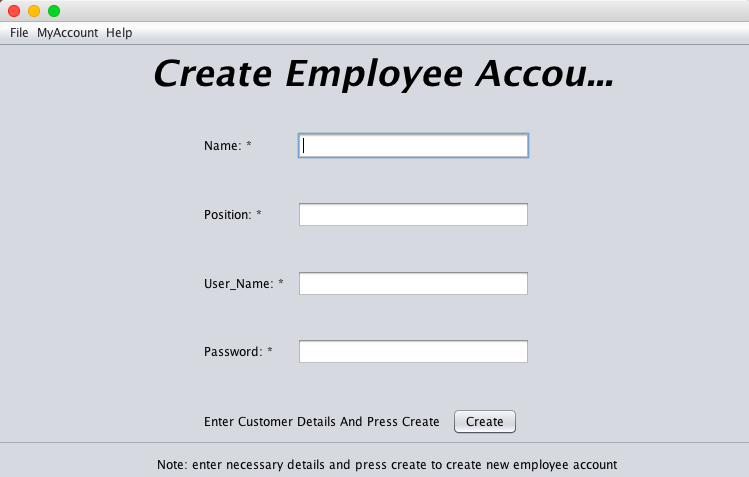 File MyAccount Help
Create Employee Accou...
Name: *
Position: *
User_Name: *
Password: *
Enter Customer Details And Press Create Create
Note: enter necessary details and press create to create new employee account